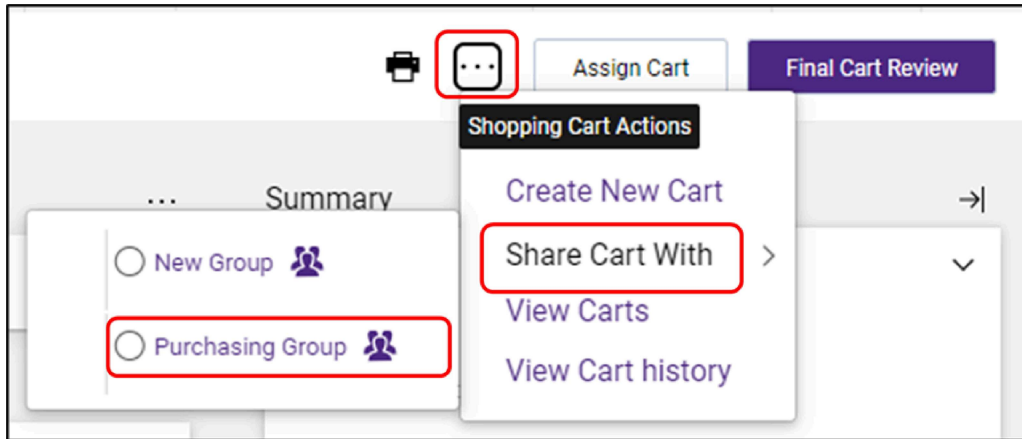 ...
Assign Cart
Final Cart Review
Shopping Cart Actions
...
Summary
Create New Cart
Share Cart With
New Group
View Carts
Purchasing Group
View Cart history